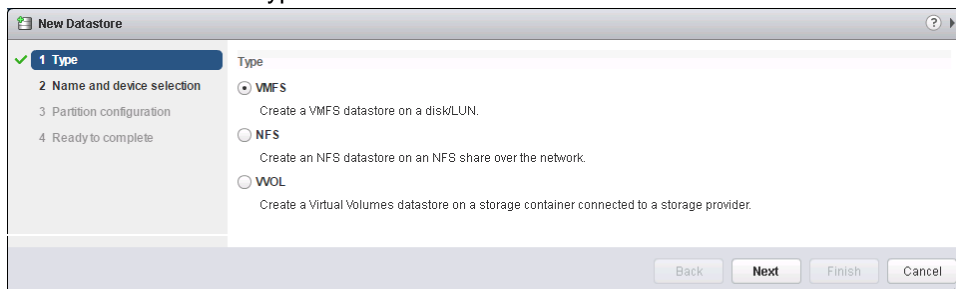 New Datastore
1 Type
2 Name and device selection
3 Partition configuration
4 Ready to complete
Type
VMFS
Create a VMFS datastore on a disk/LUN.
NFS
Create an NFS datastore on an NFS share over the network.
VVOL
Create a Virtual Volumes datastore on a storage container connected to a storage provider.
Back Next Finish Cancel